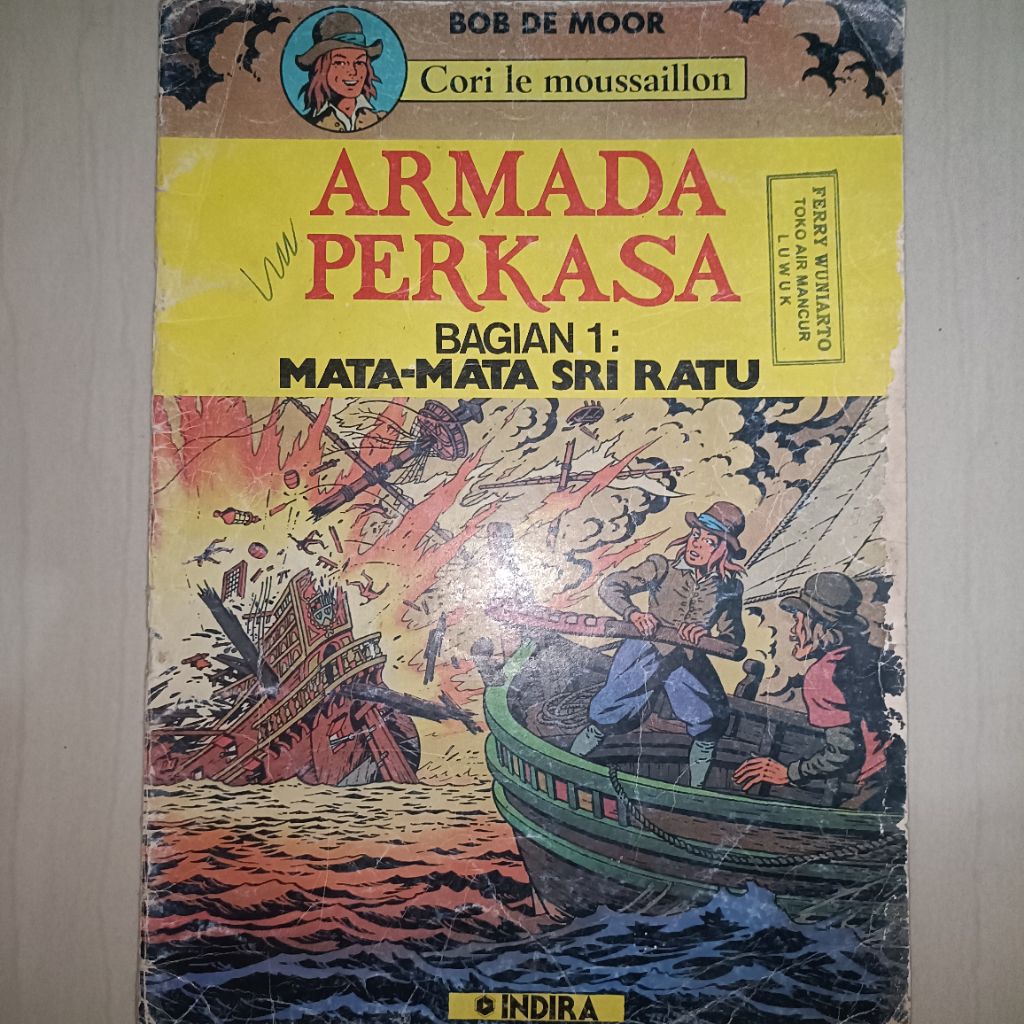 BOB DE MOOR
Cori le moussaillon
ARMADA
PERKASA
BAGIAN 1:
MATA-MATA SRI RATU
FERRY WUNIARTO
TOKO AIR MANCUR
LUWUK
INDIRA